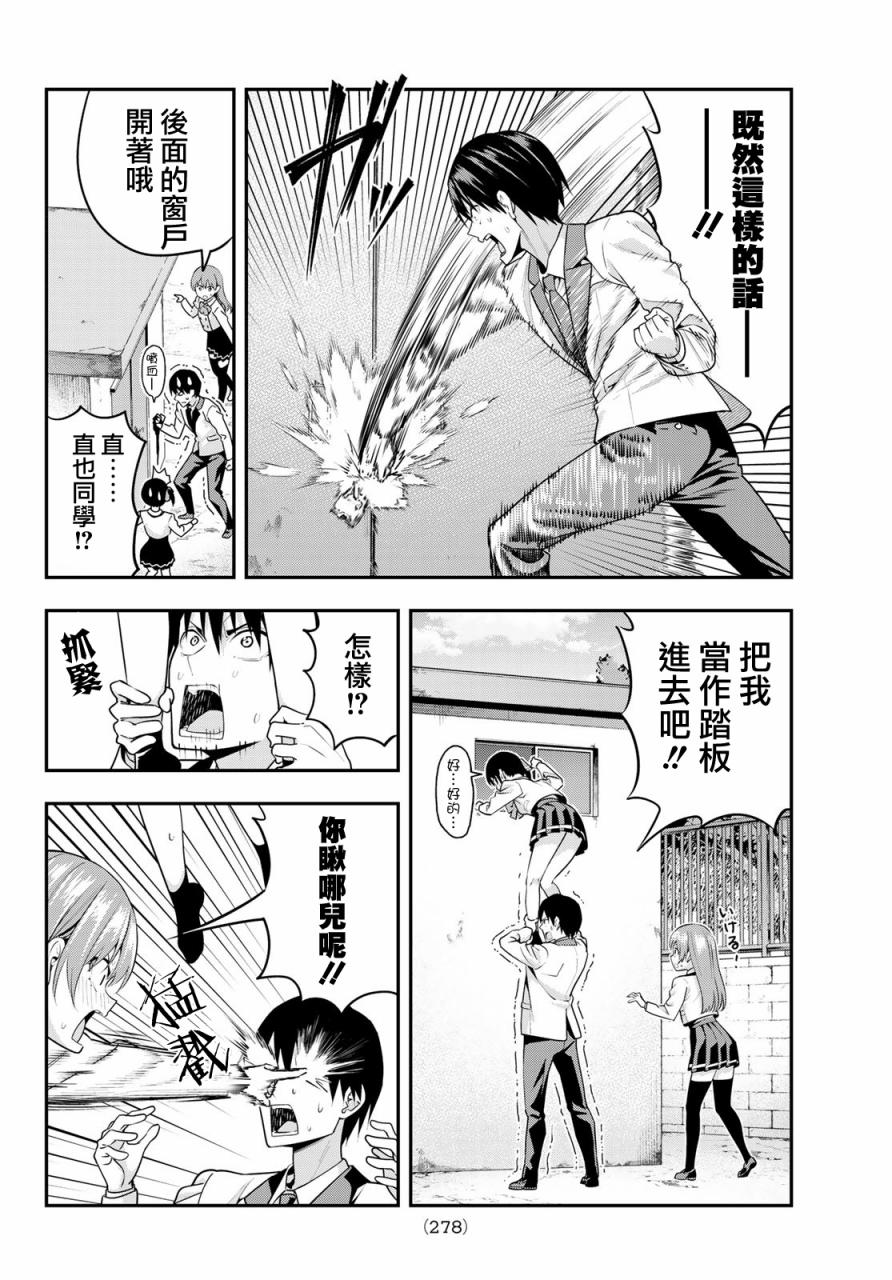 既然這樣的話
——!!
後面的窗戶
開著哦
直……
直也同學!?
把我
當作踏板
進去吧!!
好…好的…
いけるー
怎樣!?
抓緊
你瞅哪兒呢!!
猛戳
(278)